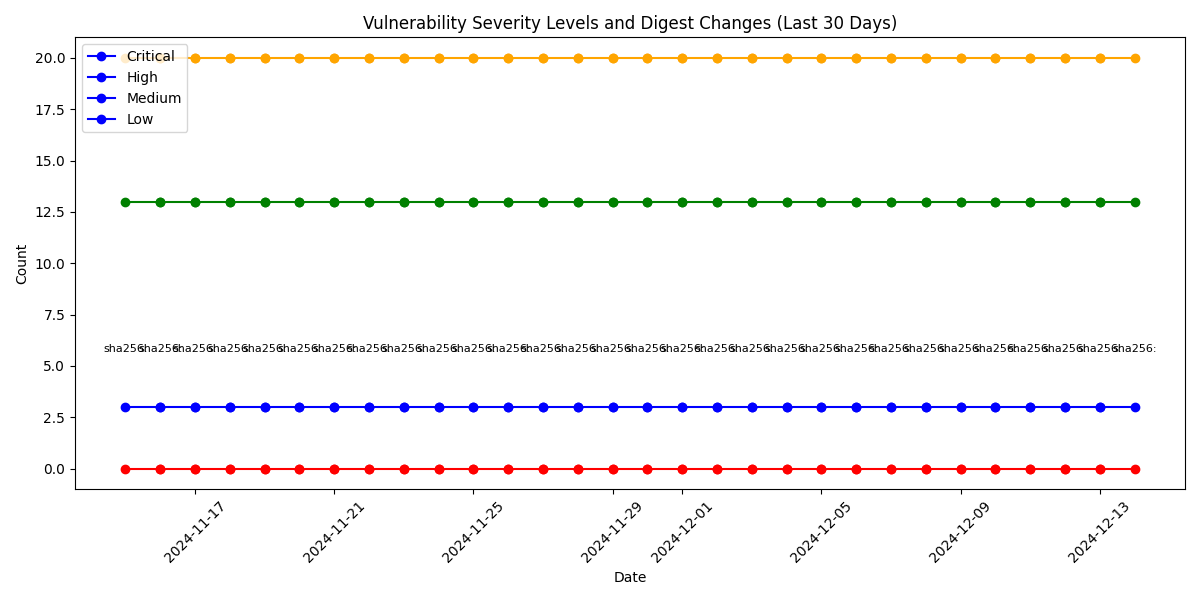 Vulnerability Severity Levels and Digest Changes (Last 30 Days)
Critical
High
Medium
Low
Count
20.0
17.5
15.0
12.5
10.0
7.5
5.0
2.5
0.0
sha256: sha256: sha256: sha256: sha256: sha256: sha256: sha256: sha256: sha256: sha256: sha256: sha256: sha256: sha256: sha256: sha256: sha256: sha256: sha256: sha256: sha256: sha256: sha256: sha256: sha256: sha256: sha256: sha256: sha256:
2024-11-17
2024-11-21
2024-11-25
2024-11-29
2024-12-01
2024-12-05
2024-12-09
2024-12-13
Date